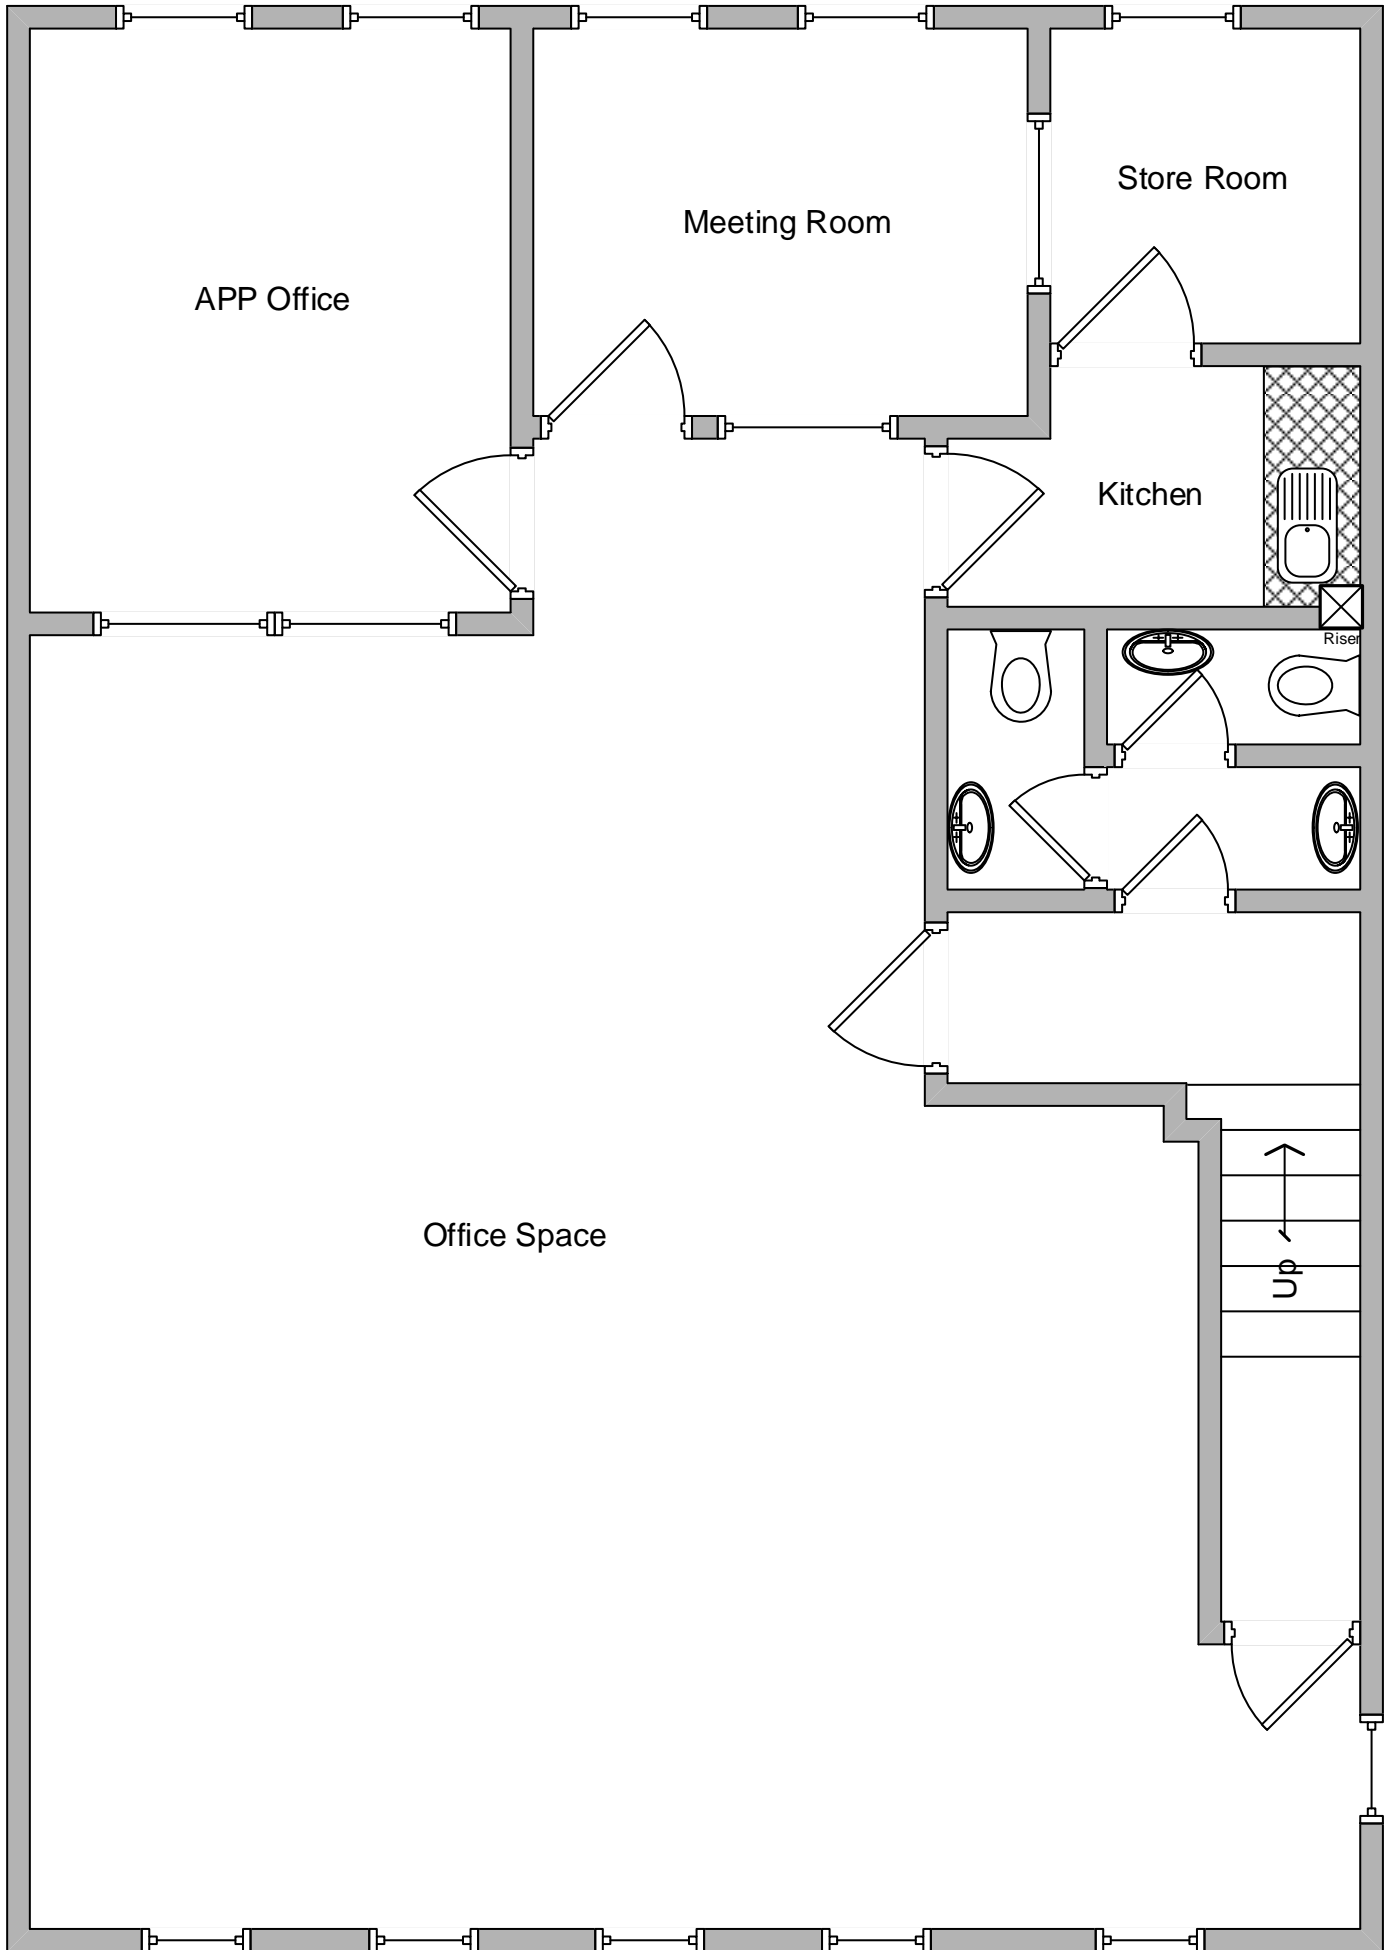 Store Room
Meeting Room
APP Office
Kitchen
Riser
Office Space
Up